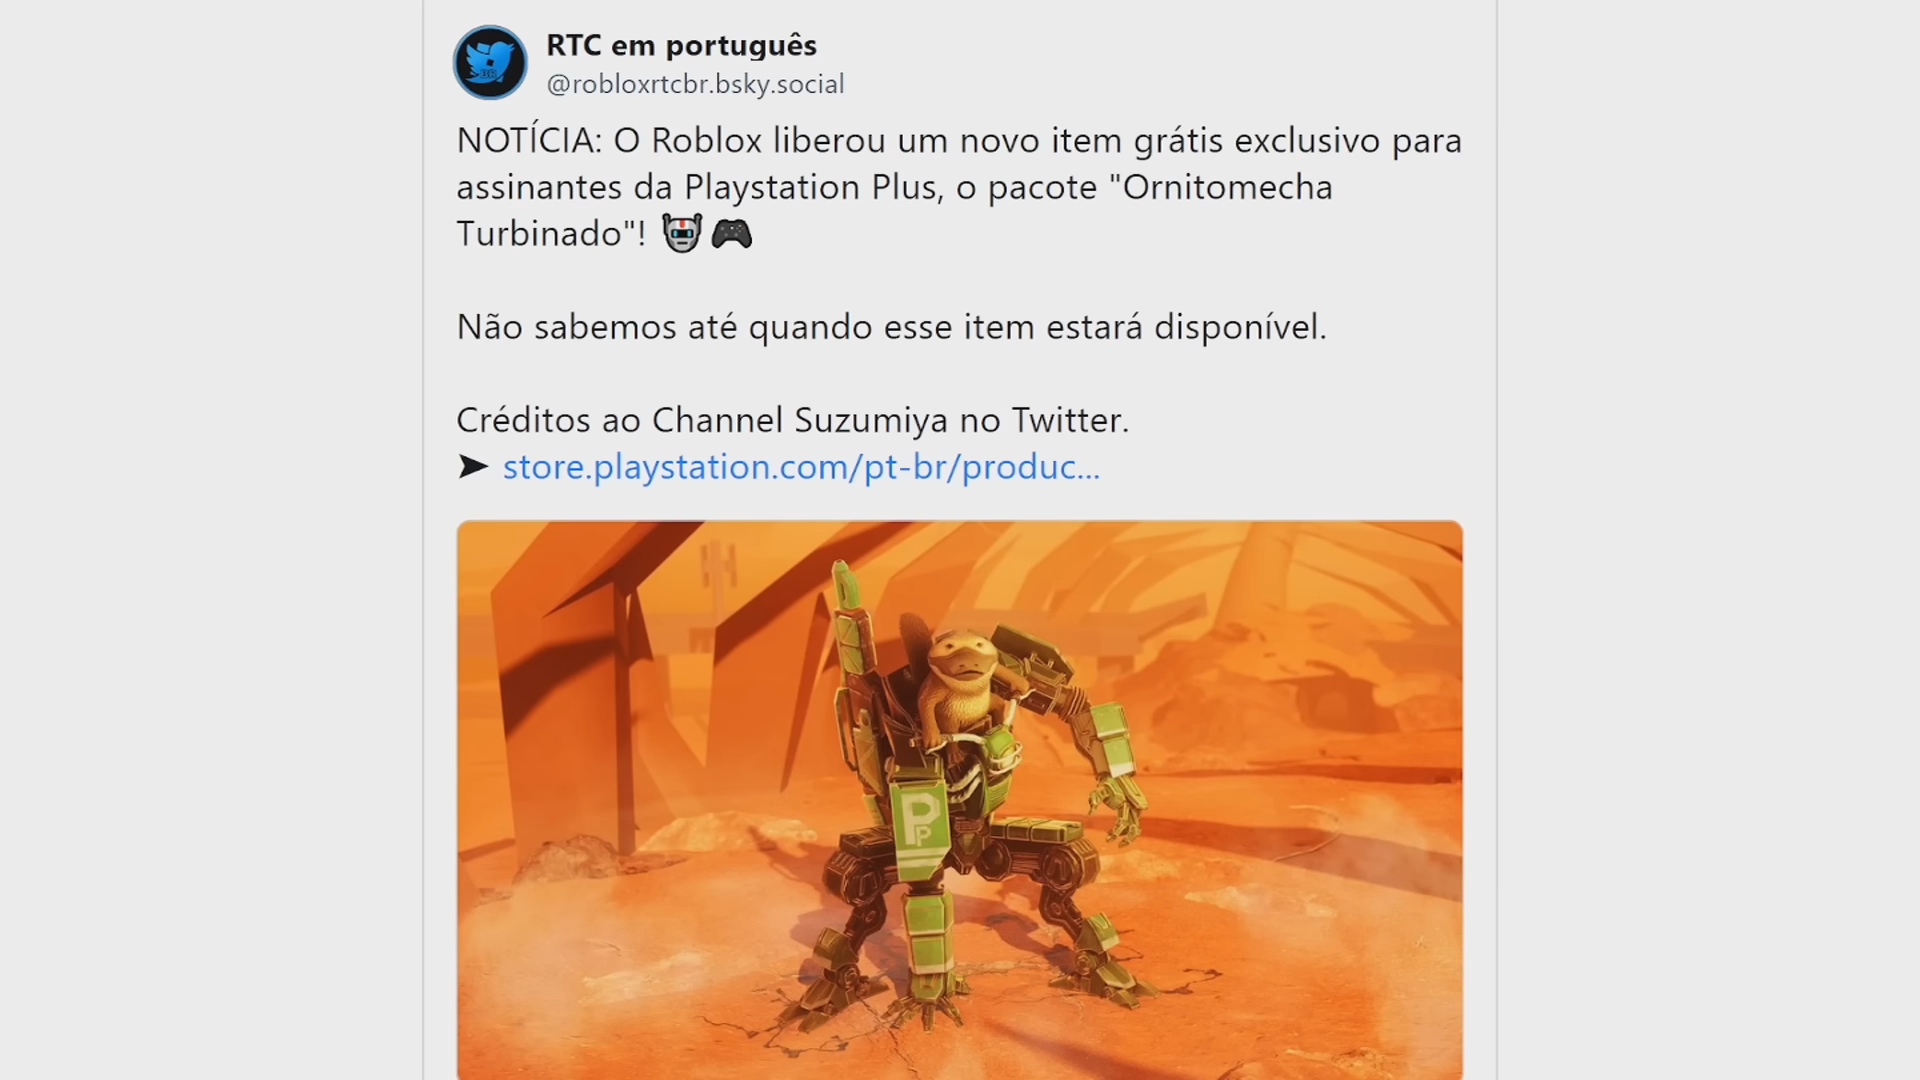 RTC em português
@robloxrtcbr.bsky.social
NOTÍCIA: O Roblox liberou um novo item grátis exclusivo para
assinantes da Playstation Plus, o pacote "Ornitomecha
Turbinado"! 🤖🎮
Não sabemos até quando esse item estará disponível.
Créditos ao Channel Suzumiya no Twitter.
➤ store.playstation.com/pt-br/produc...
P
P